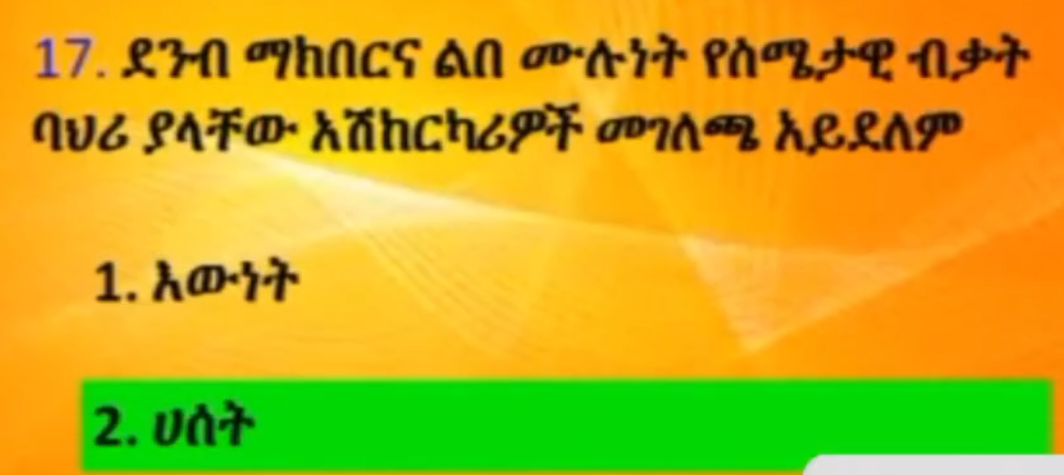 17. ደንብ ማክበርና ልበ ሙሉነት የስሜታዊ ብቃት
ባህሪ ያላቸው አሽከርካሪዎች መገለጫ አይደለም
1. እውነት
2. ሀሰት